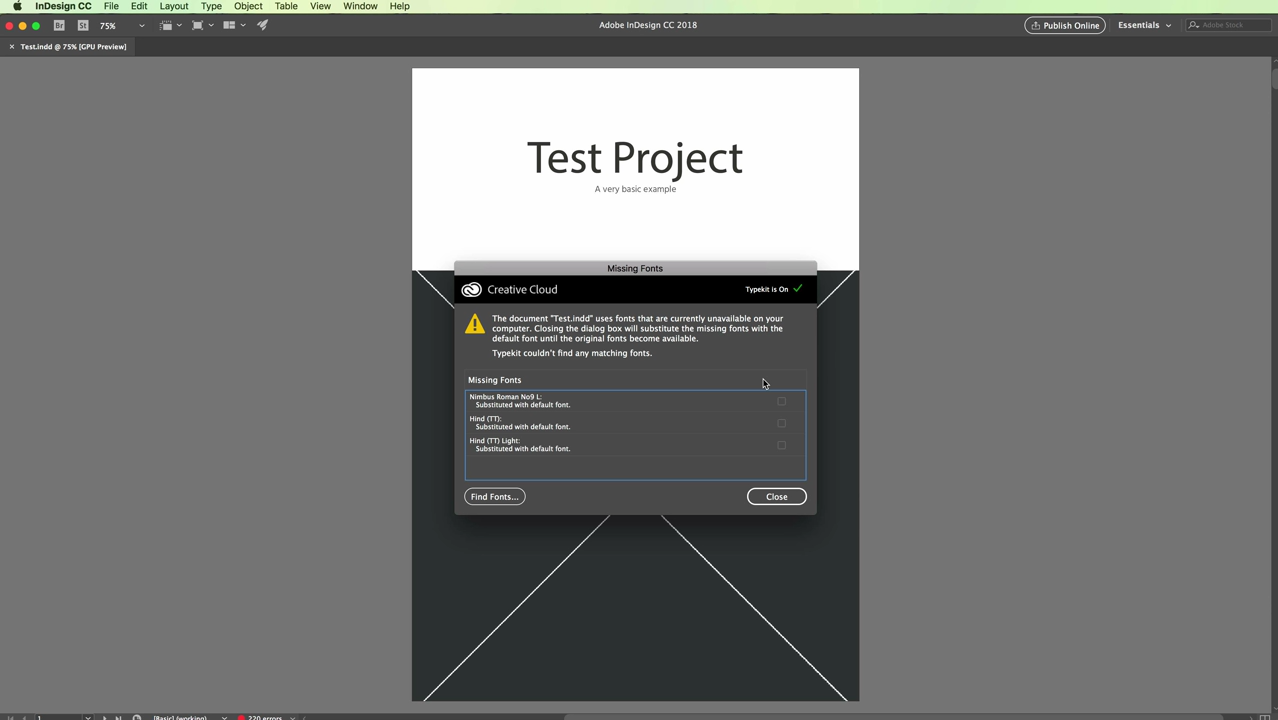 InDesign CC File Edit Layout Type Object Table View Window Help
Br St 75% Adobe InDesign CC 2018 Publish Online Essentials Adobe Stock
× Test.indd @ 75% [GPU Preview]
Test Project
A very basic example
Missing Fonts
Creative Cloud Typekit is On
The document "Test.indd" uses fonts that are currently unavailable on your
computer. Closing the dialog box will substitute the missing fonts with the
default font until the original fonts become available.
Typekit couldn't find any matching fonts.
Missing Fonts
Nimbus Roman No9 L:
Substituted with default font.
Hind (TT):
Substituted with default font.
Hind (TT) Light:
Substituted with default font.
Find Fonts... Close
1 [Basic] (working) 220 errors